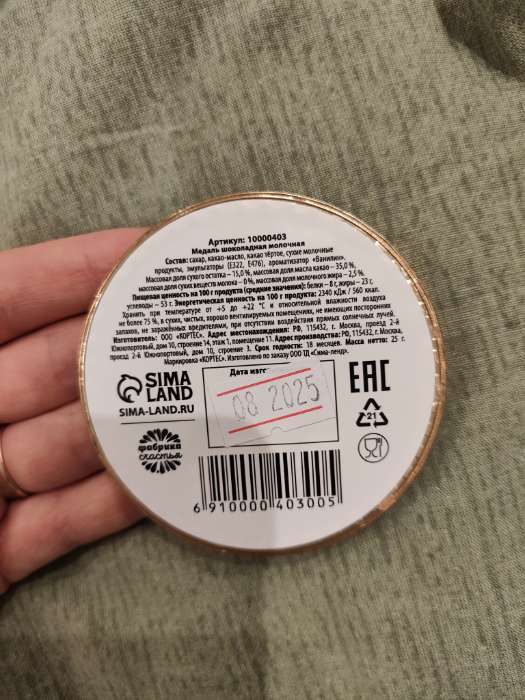 Артикул: 10000403
Медаль шоколадная молочная
Состав: сахар, какао-масло, какао тёртое, сухие молочные
продукты, эмульгаторы (Е322, Е476), ароматизатор «Ванилин».
Массовая доля сухого остатка – 15,0 %, массовая доля масла какао – 35,0 %,
массовая доля сухих веществ молока – 0%, массовая доля молочного жира - 2,5 %.
Пищевая ценность на 100 г продукта (средние значения): белки – 8 г, жиры – 23 г,
углеводы – 53 г. Энергетическая ценность на 100 г продукта: 2340 кДж / 560 ккал.
Хранить при температуре от +5 до +22 °С и относительной влажности воздуха
не более 75 %, в сухих, чистых, хорошо вентилируемых помещениях, не имеющих посторонних
запахов, не заражённых вредителями, при отсутствии воздействия прямых солнечных лучей.
Изготовитель: ООО «КОРТЕС». Адрес местонахождения: РФ, 115432, г. Москва, проезд 2-й
Южнопортовый, дом 10, строение 14, этаж 1, помещение 11. Адрес производства: РФ, 115432, г. Москва,
проезд 2-й Южнопортовый, дом 10, строение 3. Срок годности: 18 месяцев. Масса нетто: 25 г.
Маркировка «КОРТЕС». Изготовлено по заказу ООО ТД «Сима-ленд».
SIMA
LAND
SIMA-LAND.RU
Дата изг
08 2025
EAC
21
фабрика
счастья
6 910000 403005